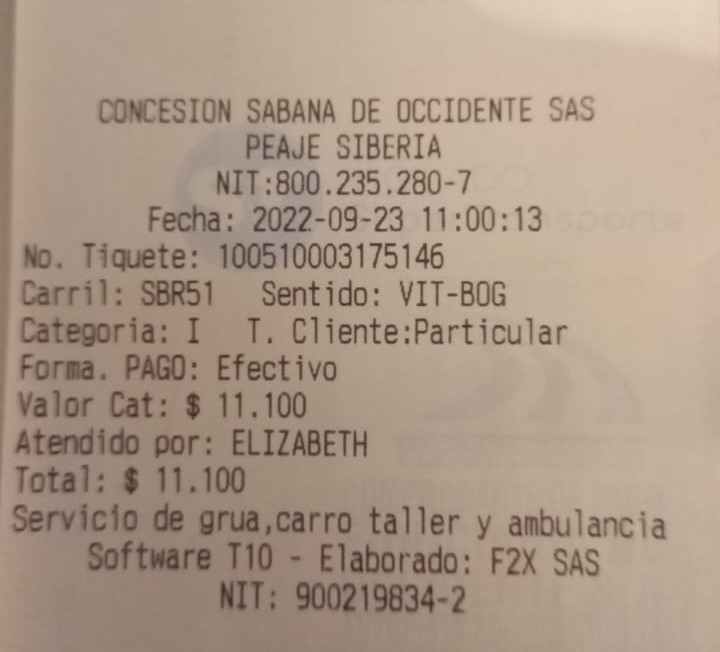 CONCESION SABANA DE OCCIDENTE SAS
PEAJE SIBERIA
NIT:800.235.280-7
Fecha: 2022-09-23 11:00:13
No. Tiquete: 100510003175146
Carril: SBR51 Sentido: VIT-BOG
Categoria: I T. Cliente:Particular
Forma. PAGO: Efectivo
Valor Cat: $ 11.100
Atendido por: ELIZABETH
Total: $ 11.100
Servicio de grua,carro taller y ambulancia
Software T10 - Elaborado: F2X SAS
NIT: 900219834-2